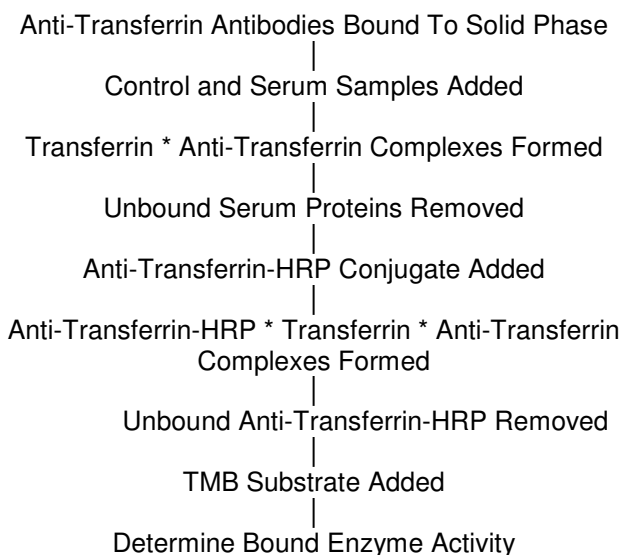 Anti-Transferrin Antibodies Bound To Solid Phase
Control and Serum Samples Added
Transferrin * Anti-Transferrin Complexes Formed
Unbound Serum Proteins Removed
Anti-Transferrin-HRP Conjugate Added
Anti-Transferrin-HRP * Transferrin * Anti-Transferrin
Complexes Formed
Unbound Anti-Transferrin-HRP Removed
TMB Substrate Added
Determine Bound Enzyme Activity